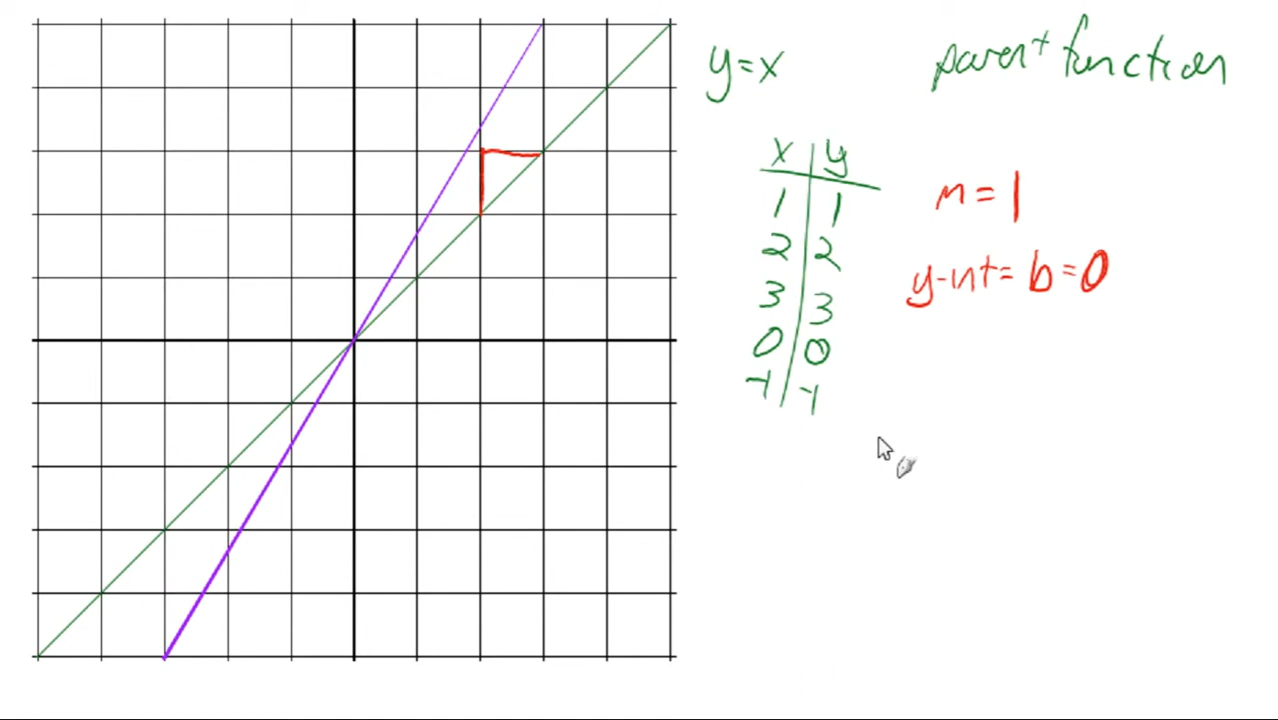 y=x
parent function
x y
1 1
2 2
3 3
0 0
-1 -1
m = 1
y-int = b = 0